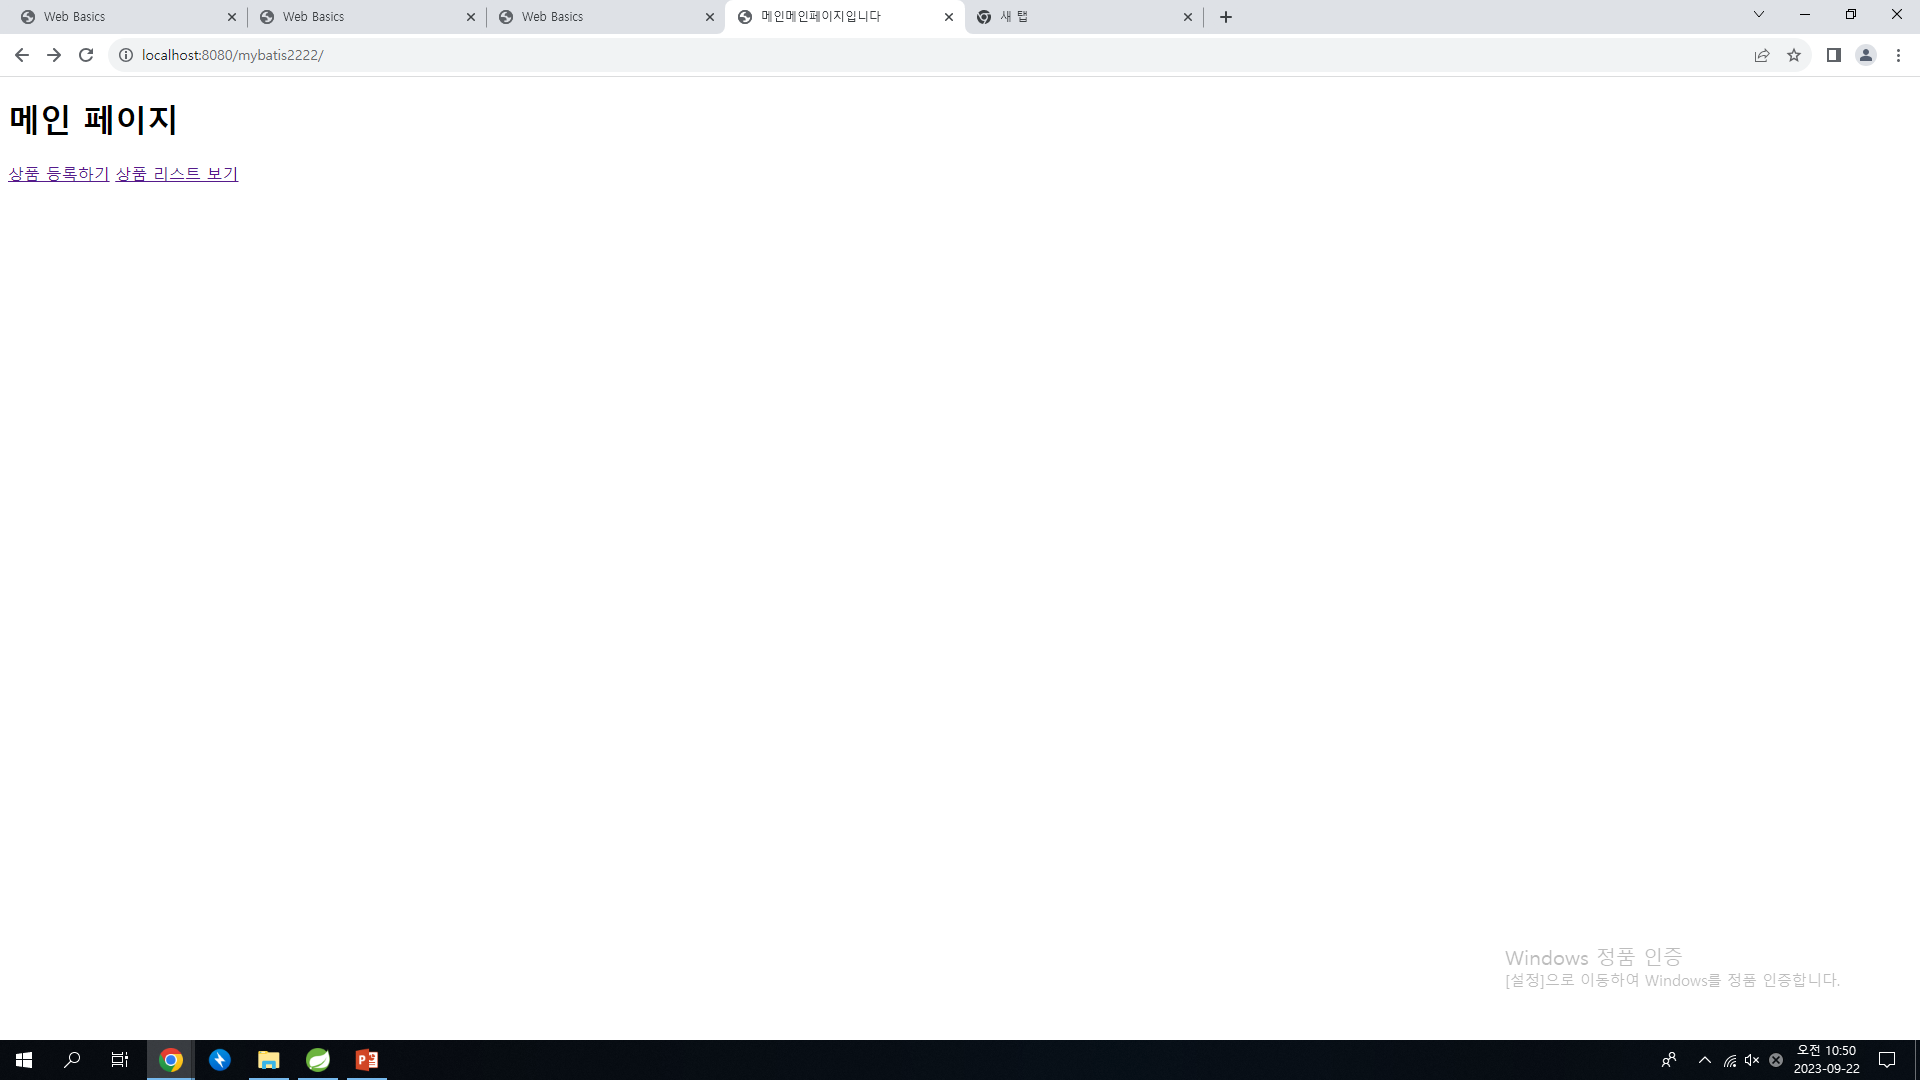 Web Basics
Web Basics
Web Basics
메인메인페이지입니다
새 탭
localhost:8080/mybatis2222/
메인 페이지
상품 등록하기 상품 리스트 보기
Windows 정품 인증
[설정]으로 이동하여 Windows를 정품 인증합니다.
오전 10:50
2023-09-22